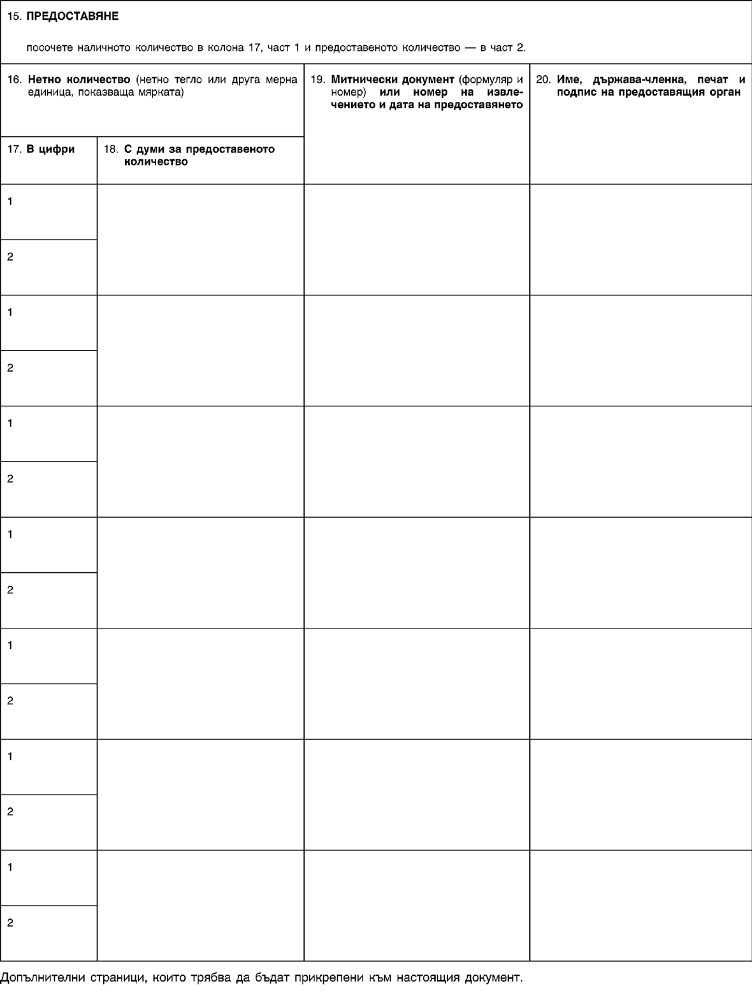 15. ПРЕДОСТАВЯНЕ
посочете наличното количество в колона 17, част 1 и предоставеното количество — в част 2.
16. Нетно количество (нетно тегло или друга мерна
единица, показваща мярката)
19. Митнически документ (формуляр и
номер) или номер на извле-
чението и дата на предоставянето
20. Име, държава-членка, печат и
подпис на предоставящия орган
17. В цифри
18. С думи за предоставеното
количество
1
2
1
2
1
2
1
2
1
2
1
2
1
2
Допълнителни страници, които трябва да бъдат прикрепени към настоящия документ.